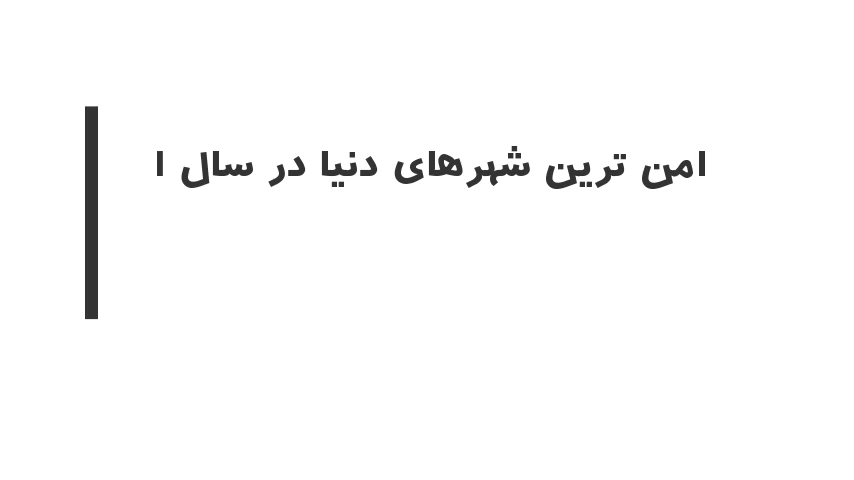 امن ترین شهرهای دنیا در سال ا